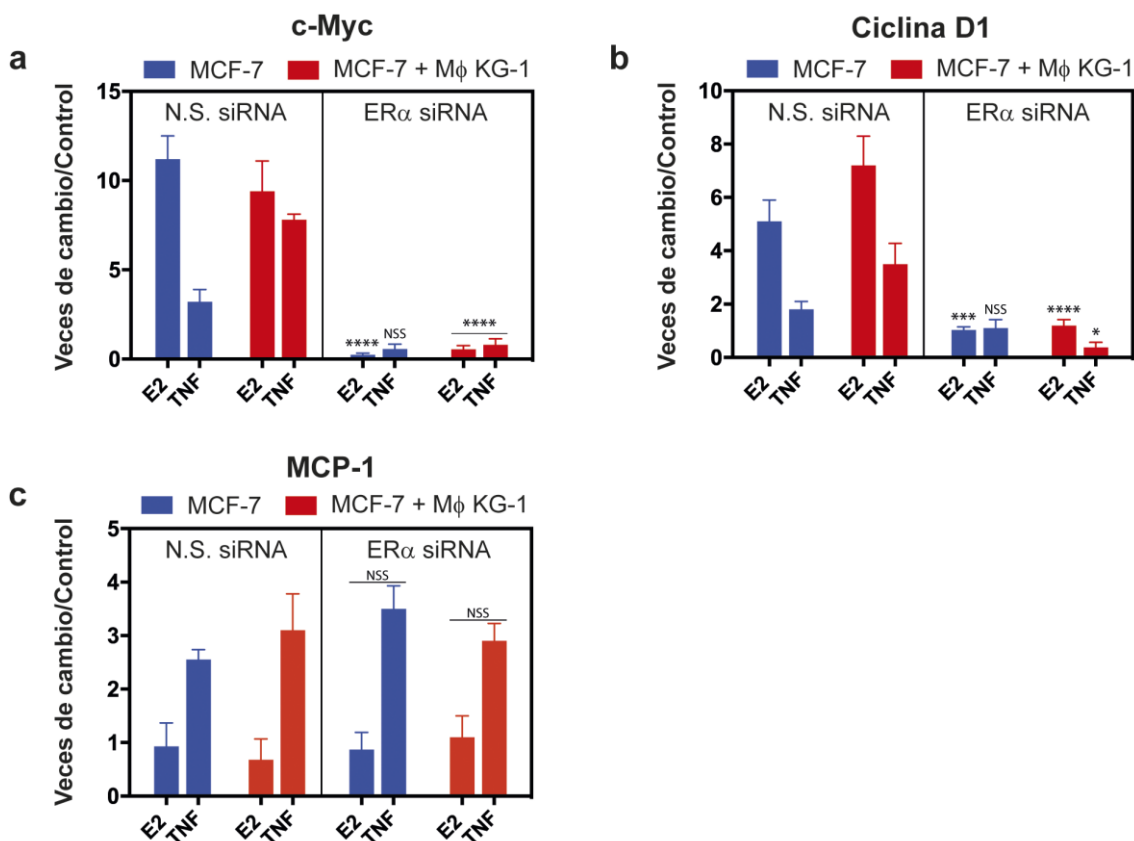 a
c-Myc
MCF-7 MCF-7 + Mϕ KG-1
Veces de cambio/Control
15
10
5
0
N.S. siRNA ERα siRNA
**** NSS ****
E2 TNF E2 TNF E2 TNF E2 TNF
b
Ciclina D1
MCF-7 MCF-7 + Mϕ KG-1
Veces de cambio/Control
10
8
6
4
2
0
N.S. siRNA ERα siRNA
*** NSS **** *
E2 TNF E2 TNF E2 TNF E2 TNF
c
MCP-1
MCF-7 MCF-7 + Mϕ KG-1
Veces de cambio/Control
5
4
3
2
1
0
N.S. siRNA ERα siRNA
NSS NSS
E2 TNF E2 TNF E2 TNF E2 TNF